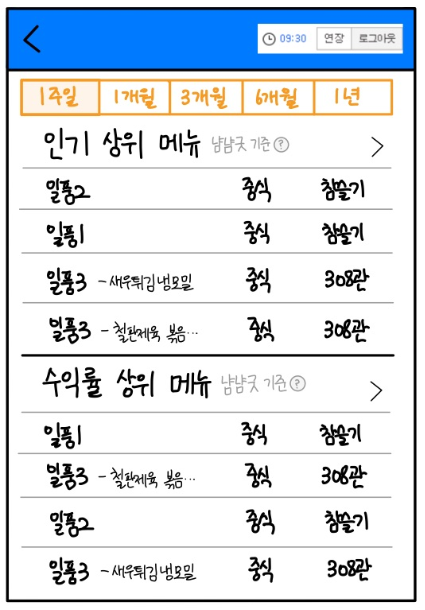 09:30 연장 로그아웃
1주일 1개월 3개월 6개월 1년
인기 상위 메뉴 냠냠굿 기준 ?
일품2 중식 참슬기
일품1 중식 참슬기
일품3 - 새우튀김냉모밀 중식 308관
일품3 - 철판제육 볶음... 중식 308관
수익률 상위 메뉴 냠냠굿 기준 ?
일품1 중식 참슬기
일품3 - 철판제육 볶음... 중식 308관
일품2 중식 참슬기
일품3 - 새우튀김냉모밀 중식 308관